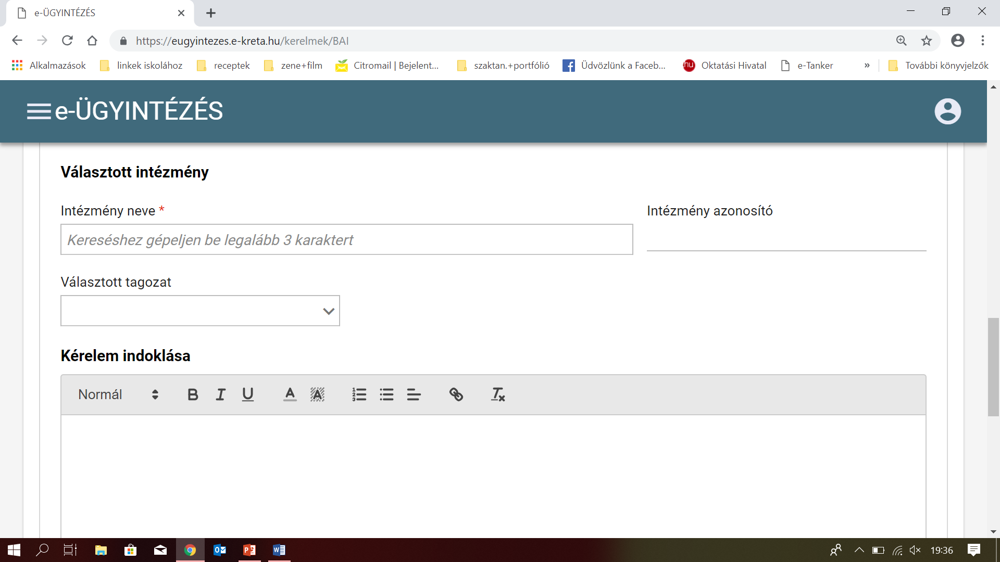 e-ÜGYINTÉZÉS
https://eugyintezes.e-kreta.hu/kerelmek/BAI
Alkalmazások linkek iskolához receptek zene+film Citromail | Bejelent... szaktan.+portfólió Üdvözlünk a Faceb... Oktatási Hivatal e-Tanker » További könyvjelzők
e-ÜGYINTÉZÉS
Választott intézmény
Intézmény neve * Intézmény azonosító
Kereséshez gépeljen be legalább 3 karaktert
Választott tagozat
Kérelem indoklása
Normál B I U A A
19:36